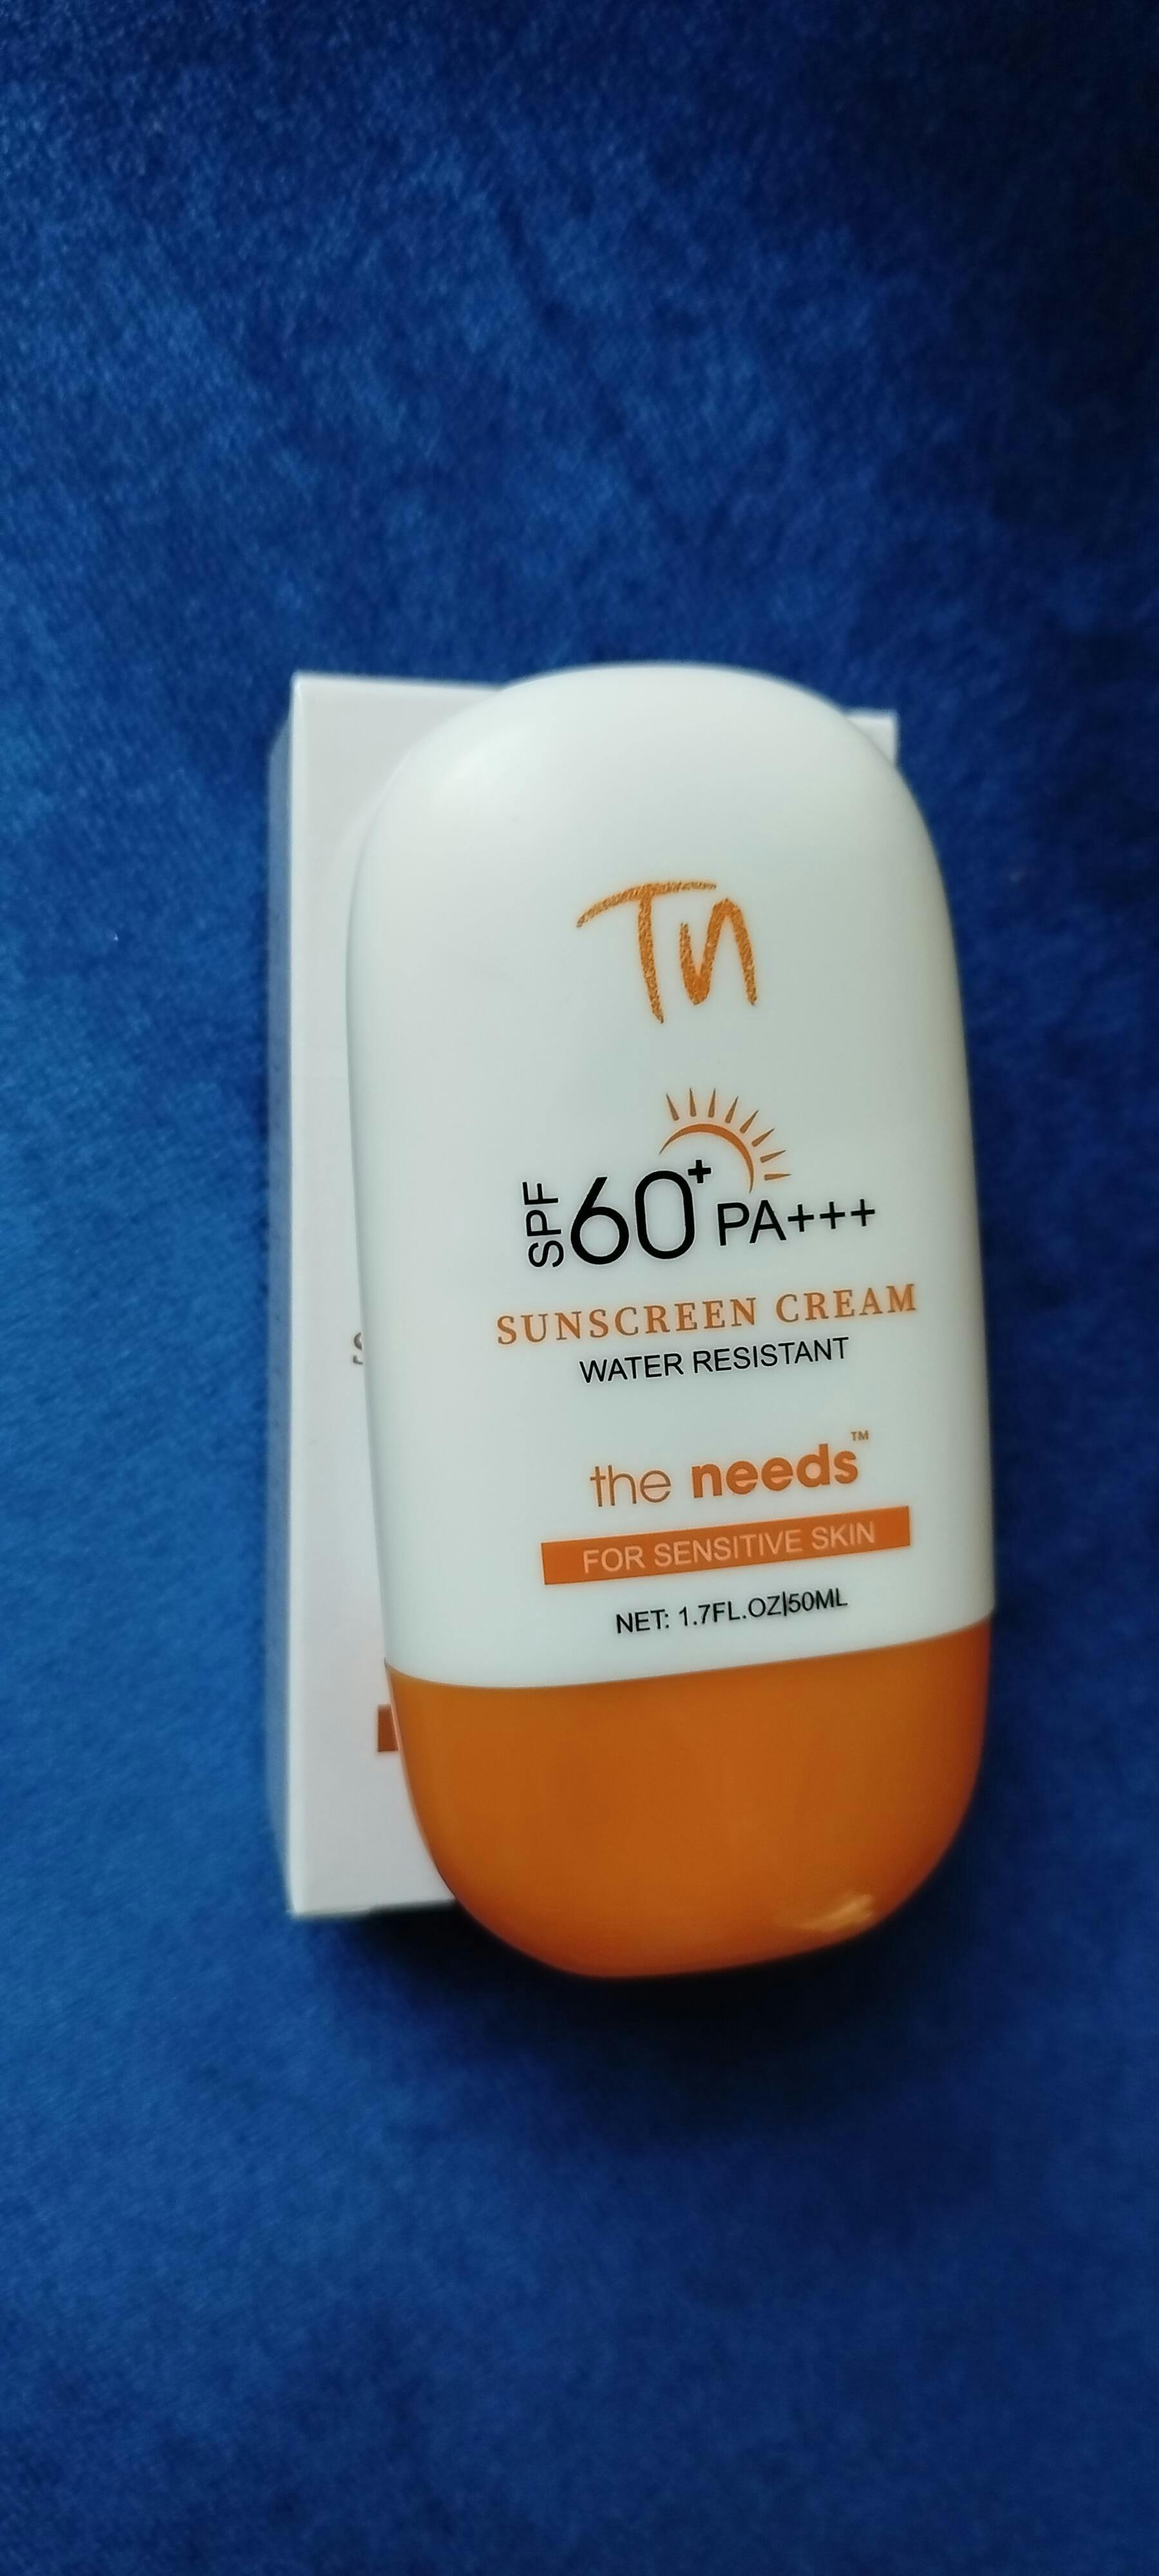 Tn
SPF 60+ PA+++
SUNSCREEN CREAM
WATER RESISTANT
the needs™
FOR SENSITIVE SKIN
NET: 1.7FL.OZ|50ML